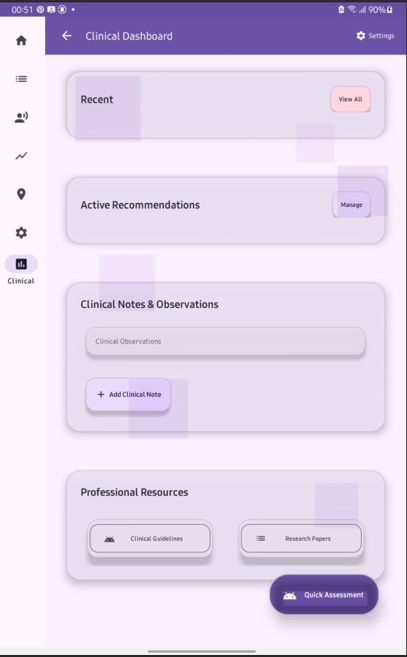 00:51
90%
Clinical Dashboard
Settings
Recent
View All
Active Recommendations
Manage
Clinical
Clinical Notes & Observations
Clinical Observations
+ Add Clinical Note
Professional Resources
Clinical Guidelines
Research Papers
Quick Assessment